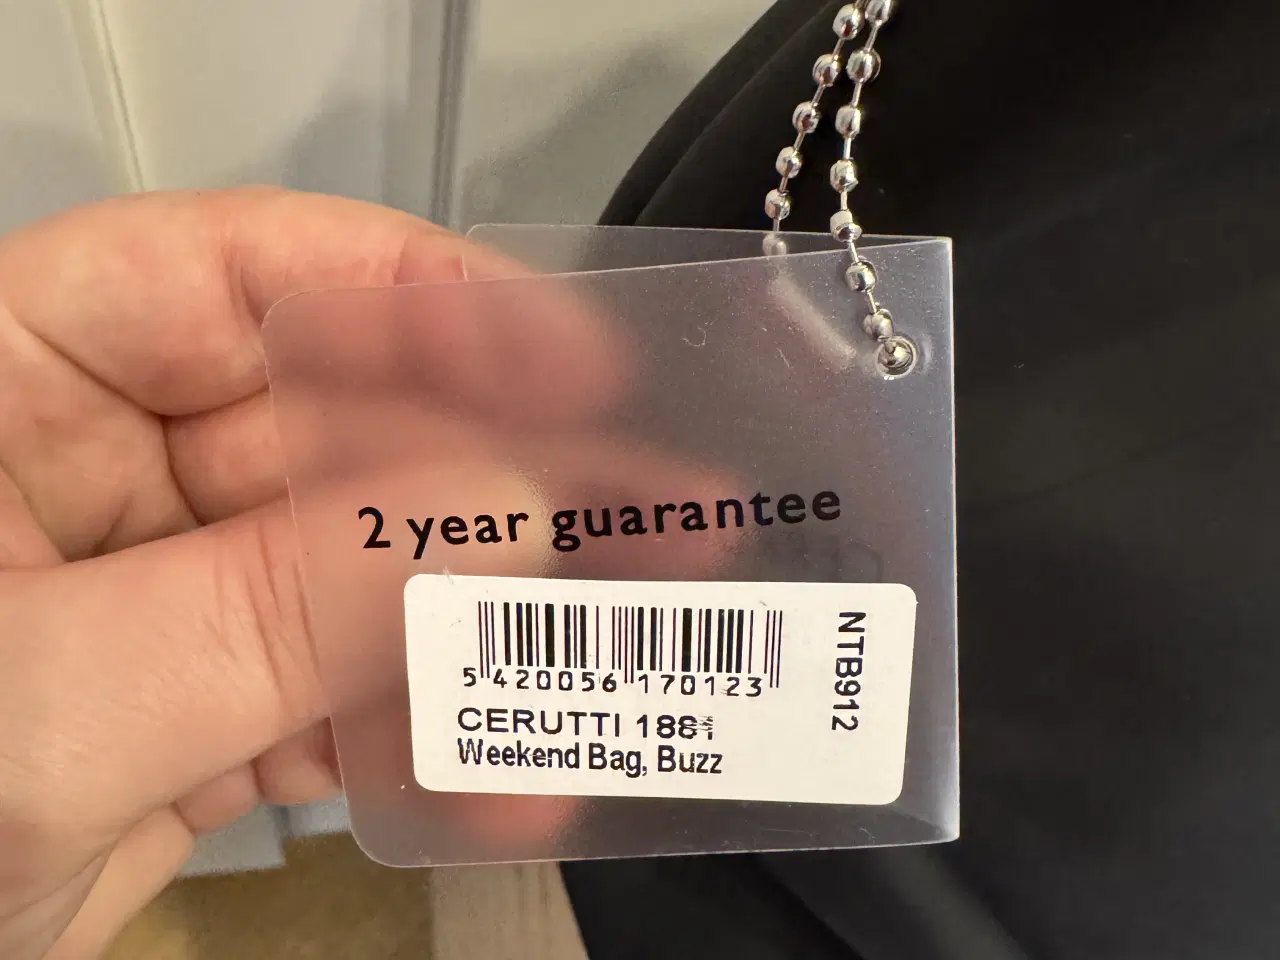 2 year guarantee
5 420056 170123
CERUTTI 1881
Weekend Bag, Buzz
NTB912